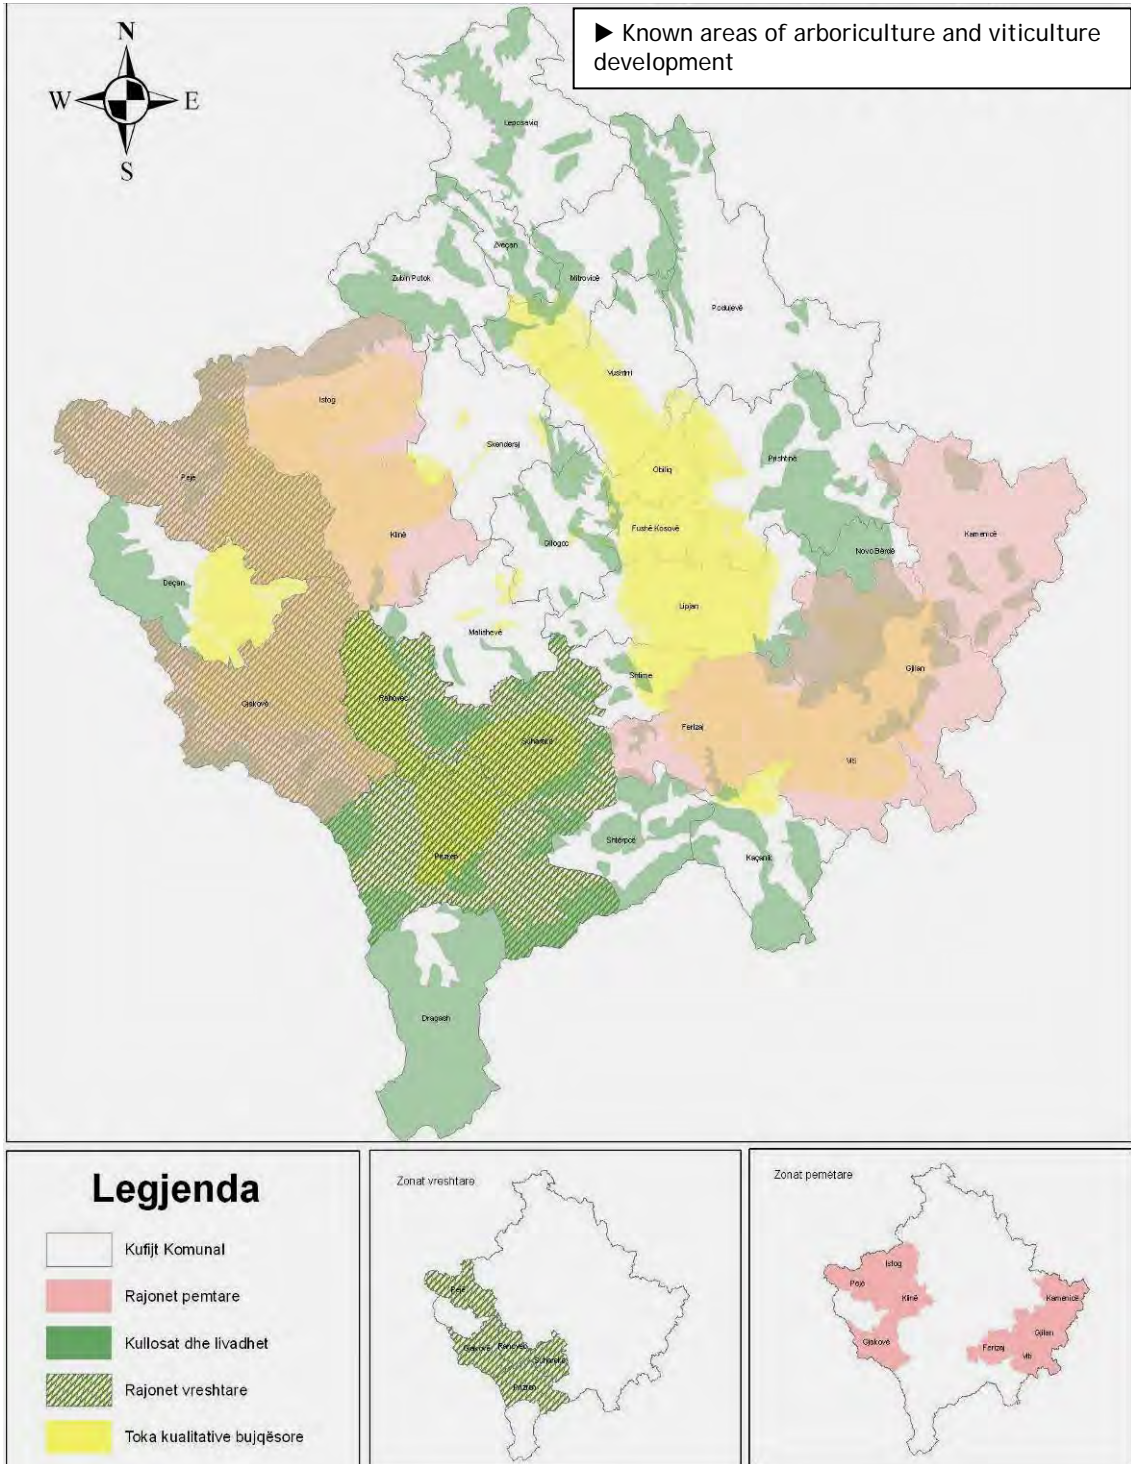 N
▶ Known areas of arboriculture and viticulture
development
W E
S
Leposaviq
Zveçan
Zubin Potok
Mitrovicë
Podujevë
Vushtrri
Istog
Skenderaj
Prishtinë
Obiliq
Pejë
Fushë Kosovë
Klinë
Gllogoc
Kamenicë
Novo Bërdë
Deçan
Lipjan
Malishevë
Gjilan
Shtime
Rahovec
Gjakovë
Ferizaj
Suharekë
Viti
Shtërpcë
Prizren
Kaçanik
Dragash
Legjenda
Kufijt Komunal
Rajonet pemtare
Kullosat dhe livadhet
Rajonet vreshtare
Toka kualitative bujqësore
Zonat vreshtare
Pejë
Gjakovë
Rahovec
Suharekë
Prizren
Zonat pemëtare
Istog
Pejë
Klinë
Kamenicë
Gjilan
Gjakovë
Ferizaj
Viti